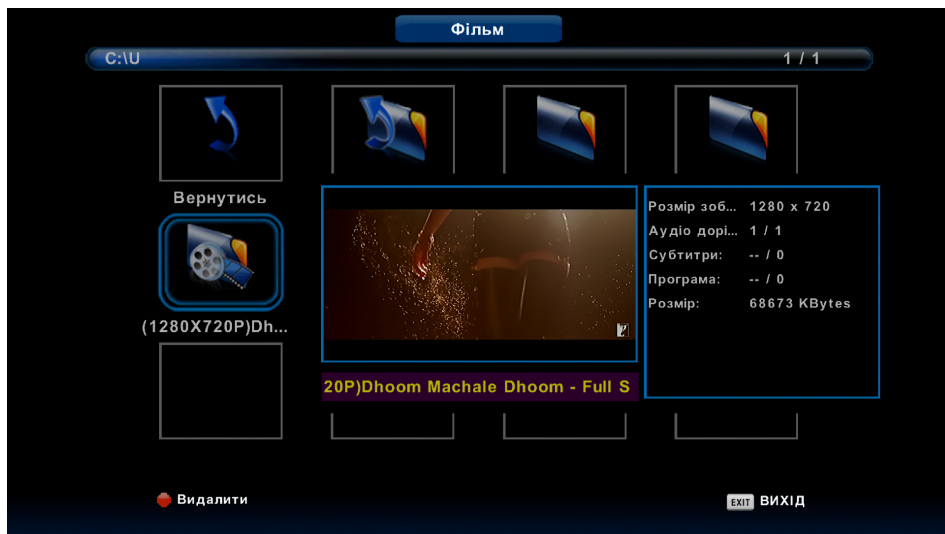 Фільм
C:\U 1 / 1
Вернутись
(1280X720P)Dh...
Розмір зоб... 1280 x 720
Аудіо дорі... 1 / 1
Субтитри: -- / 0
Програма: -- / 0
Розмір: 68673 KBytes
20P)Dhoom Machale Dhoom - Full S
Видалити
EXIT ВИХІД